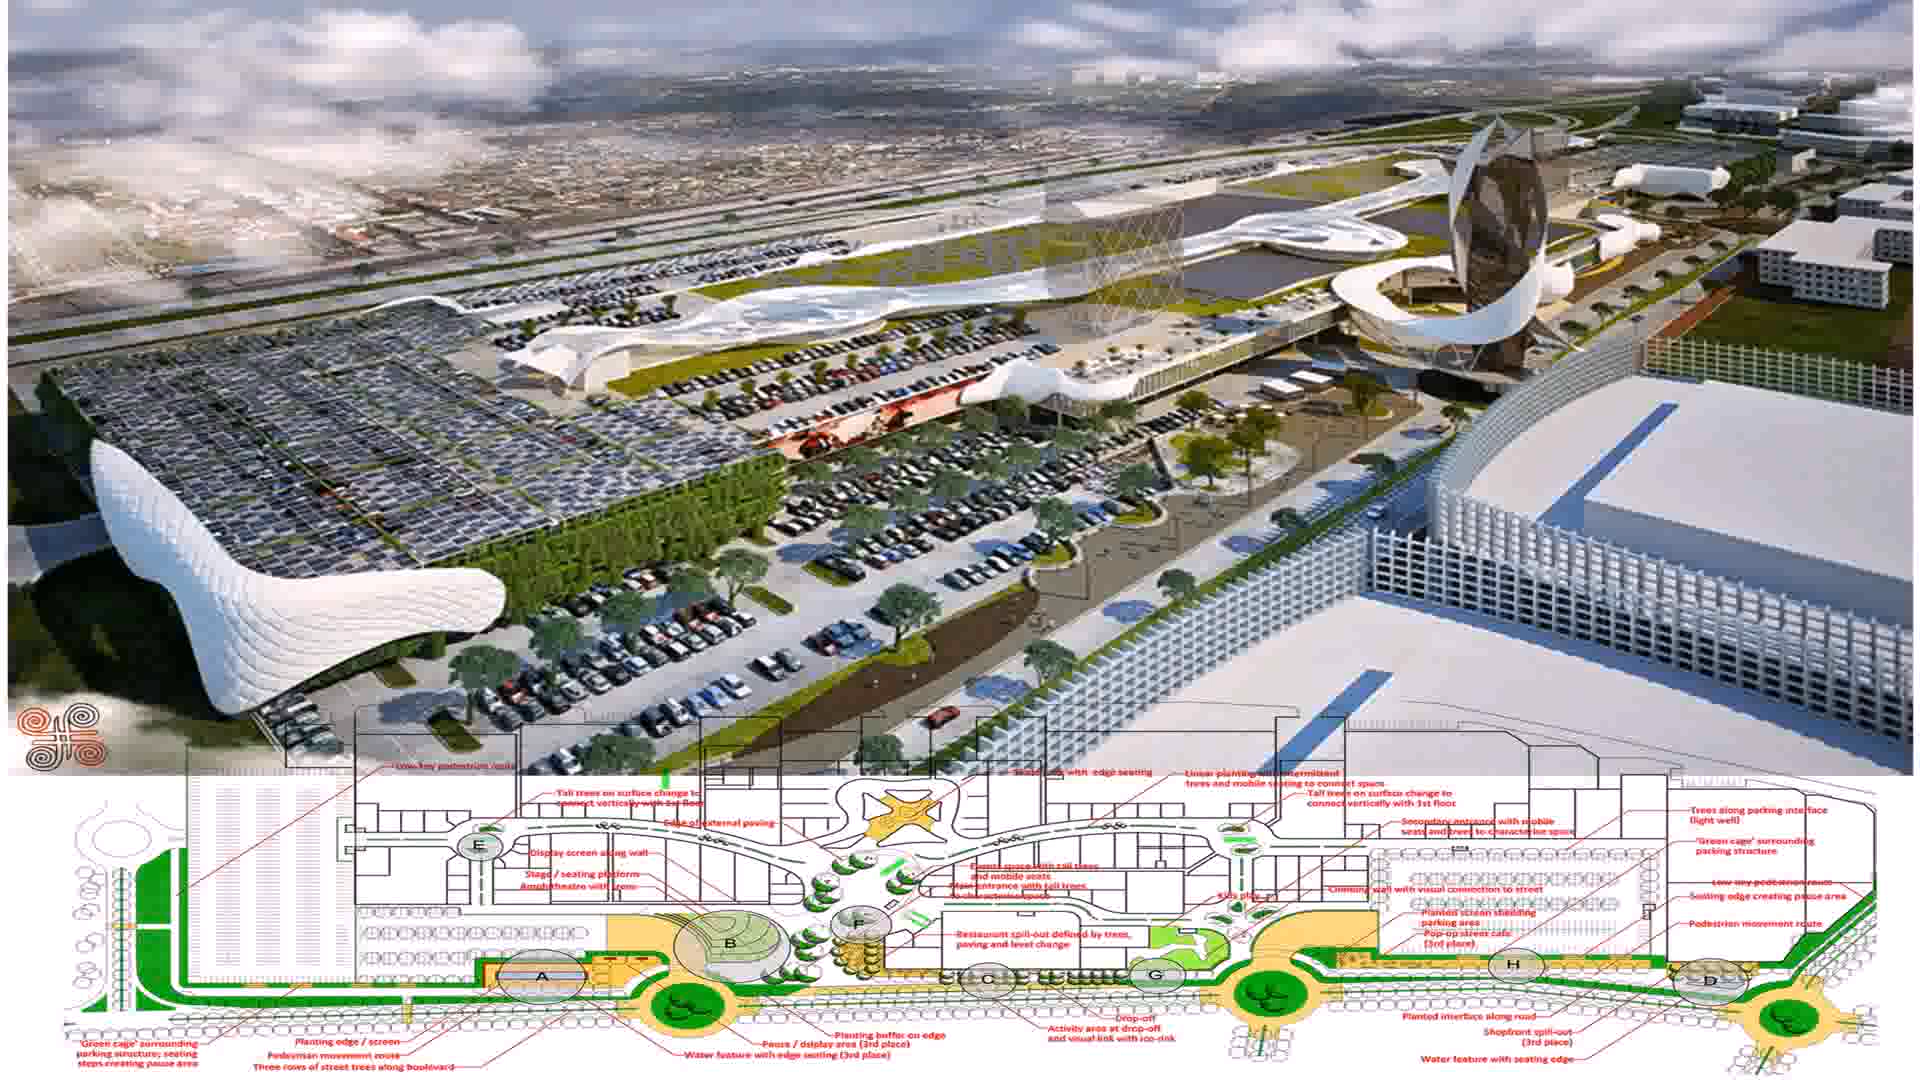 Low-key pedestrian route
Tall trees on surface change to
connect vertically with 1st floor
Edge of external paving
Display screen along wall
Stage / seating platform
Amphitheatre with
with edge seating
Linear planting with intermittent
trees and mobile seating to connect spaces
Tall trees on surface change to
connect vertically with 1st floor
Secondary entrance with mobile
seats and trees to characterise space
Trees along parking interface
(light well)
'Green cage' surrounding
parking structure
Events space with tall trees
and mobile seats
Main entrance with tall trees
to characterise space
Kids play
Climbing wall with visual connection to street
Low-key pedestrian route
Seating edge creating pause area
Planted screen shielding
parking area
Pop-up street cafe
(3rd place)
Pedestrian movement route
Restaurant spill-out defined by trees,
paving and level change
E
F
B
A
C
G
H
D
'Green cage' surrounding
parking structure; seating
steps creating pause area
Planting edge / screen
Pedestrian movement route
Three rows of street trees along boulevard
Planting buffer on edge
Pause / display area (3rd place)
Water feature with edge seating (3rd place)
Drop-off
Activity area at drop-off
and visual link with ice-rink
Planted interface along road
Shopfront spill-out
(3rd place)
Water feature with seating edge